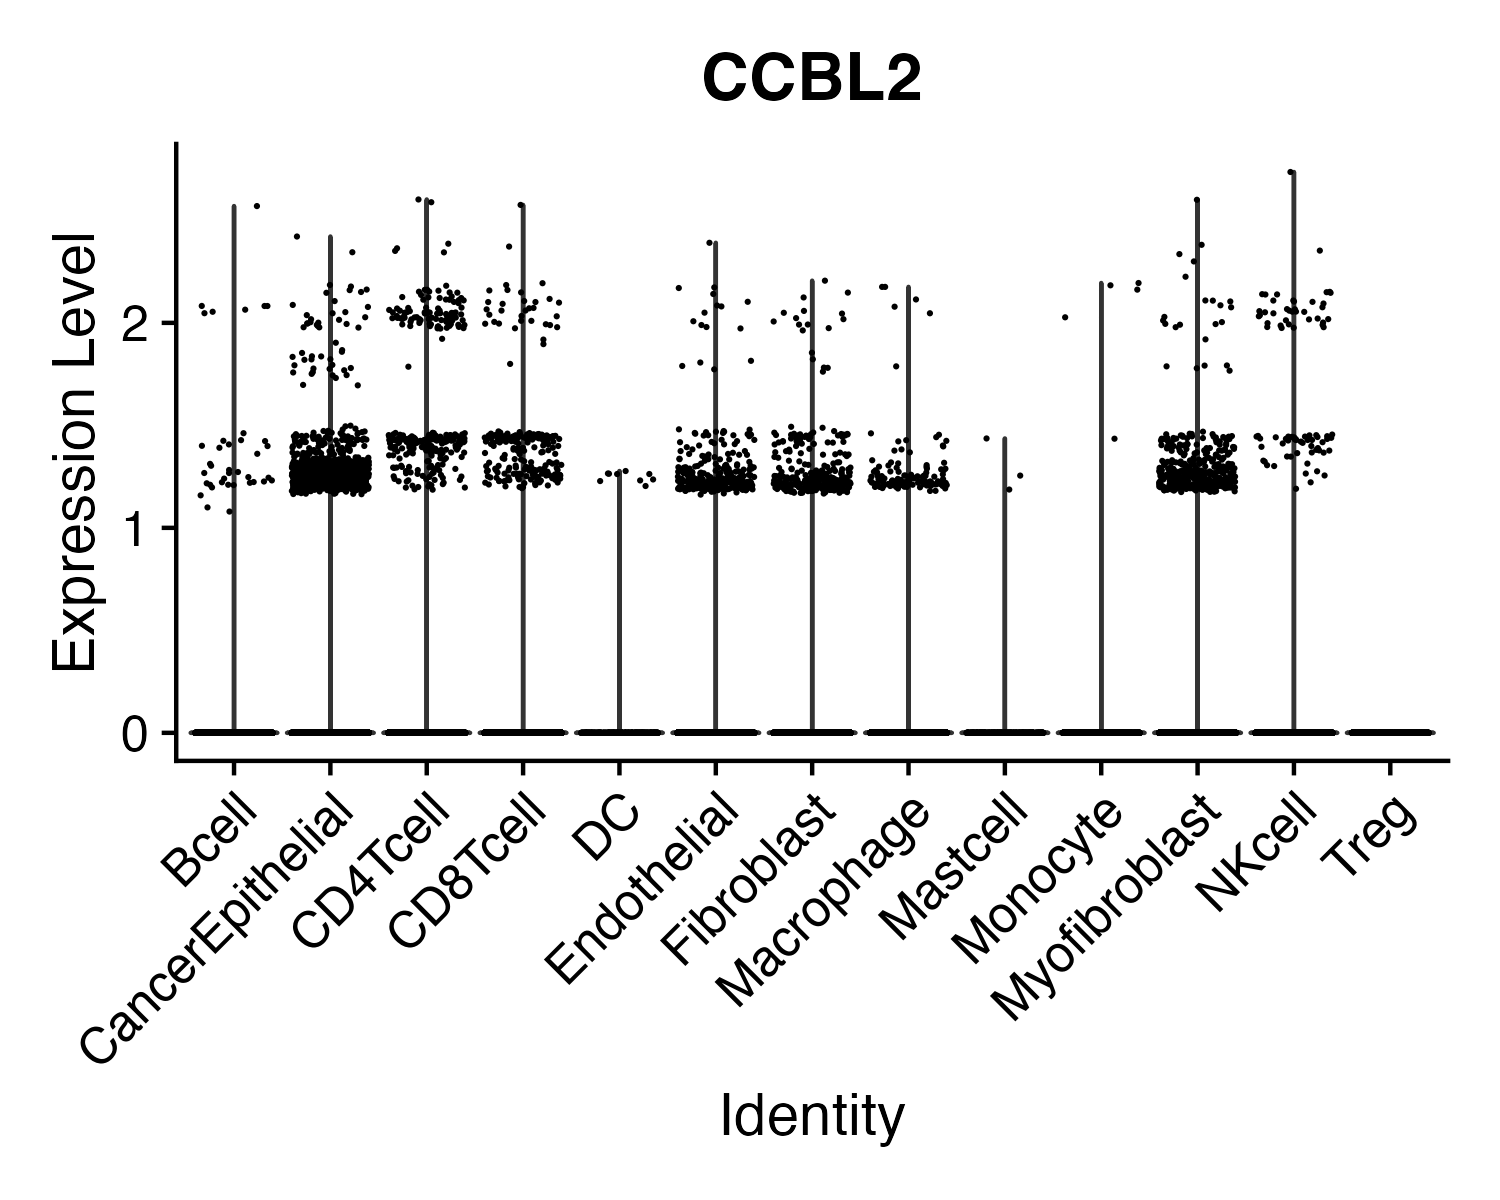 CCBL2
Expression Level
2
1
0
Bcell
CancerEpithelial
CD4Tcell
CD8Tcell
DC
Endothelial
Fibroblast
Macrophage
Mastcell
Monocyte
Myofibroblast
NKcell
Treg
Identity